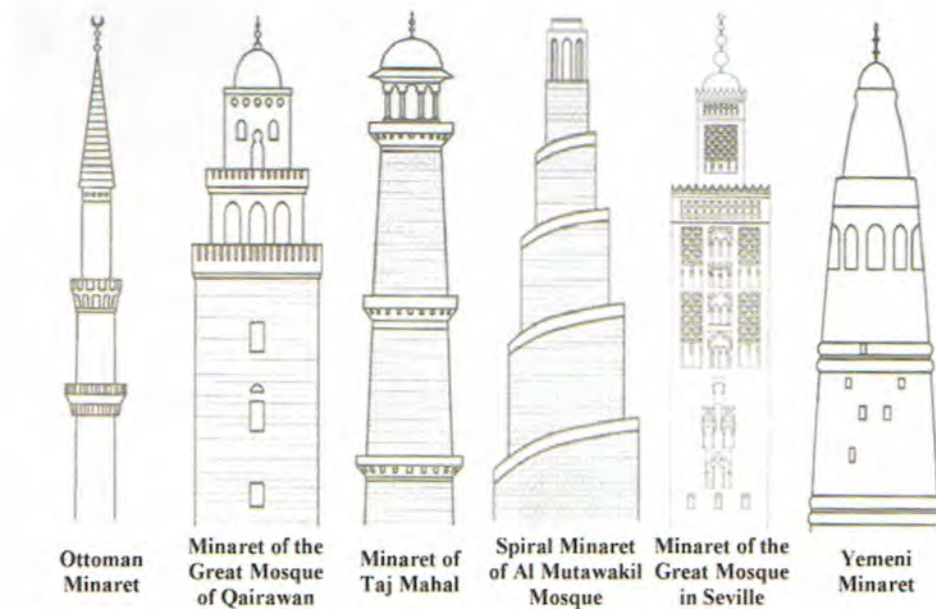 Ottoman
Minaret
Minaret of the
Great Mosque
of Qairawan
Minaret of
Taj Mahal
Spiral Minaret
of Al Mutawakil
Mosque
Minaret of the
Great Mosque
in Seville
Yemeni
Minaret